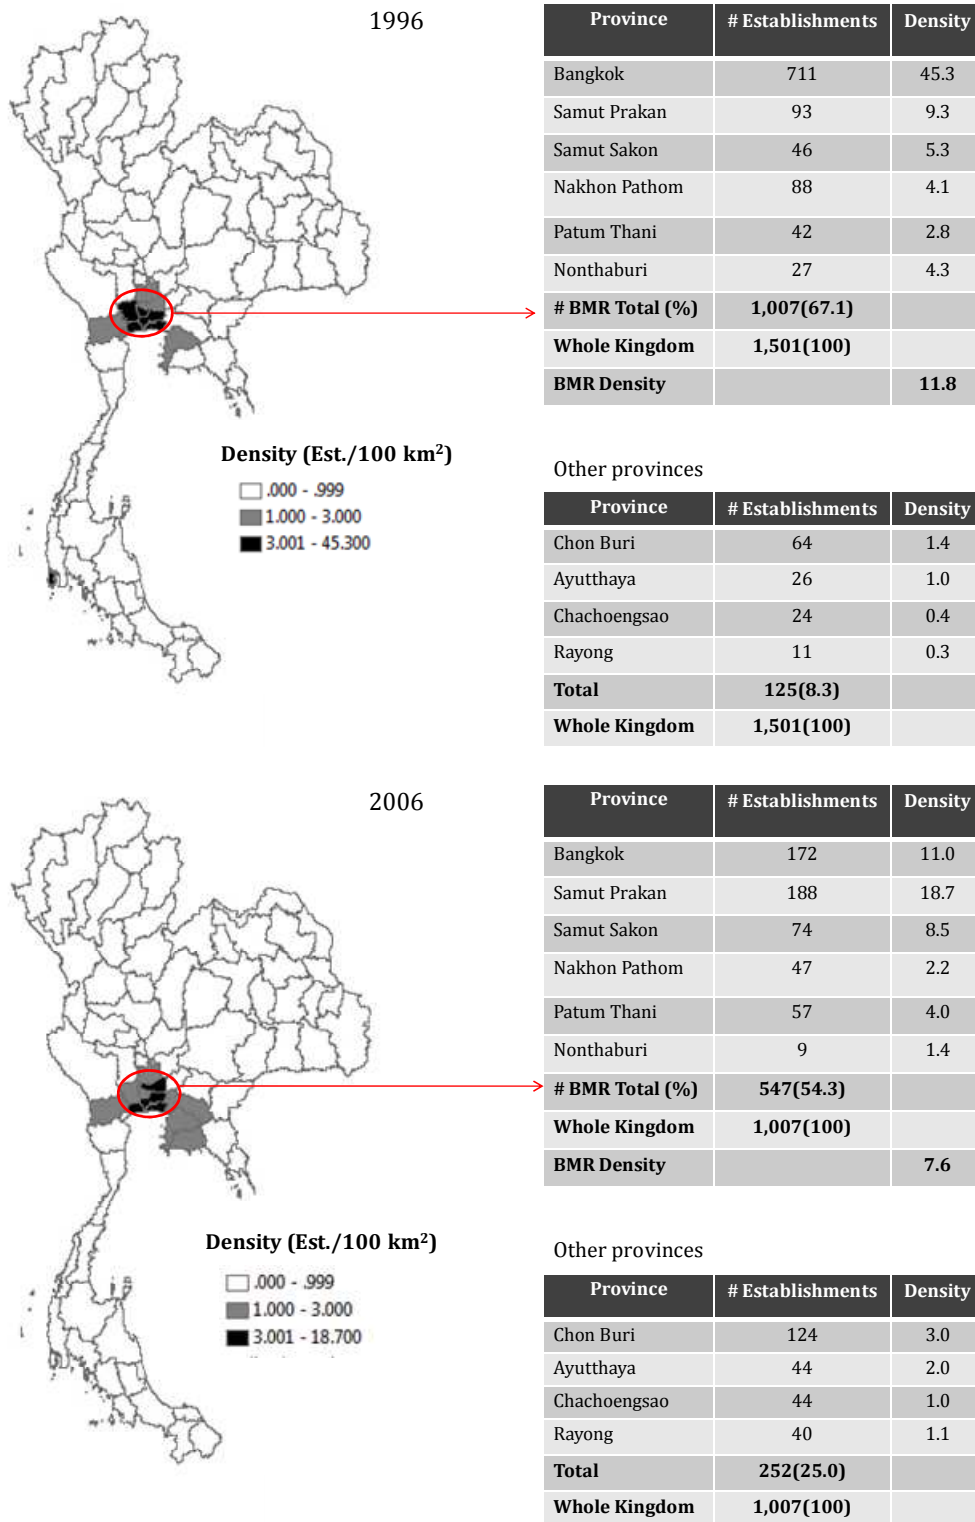 1996
Province # Establishments Density
Bangkok 711 45.3
Samut Prakan 93 9.3
Samut Sakon 46 5.3
Nakhon Pathom 88 4.1
Patum Thani 42 2.8
Nonthaburi 27 4.3
# BMR Total (%) 1,007(67.1)
Whole Kingdom 1,501(100)
BMR Density 11.8
Density (Est./100 km²)
.000 - .999
1.000 - 3.000
3.001 - 45.300
Other provinces
Province # Establishments Density
Chon Buri 64 1.4
Ayutthaya 26 1.0
Chachoengsao 24 0.4
Rayong 11 0.3
Total 125(8.3)
Whole Kingdom 1,501(100)
2006
Province # Establishments Density
Bangkok 172 11.0
Samut Prakan 188 18.7
Samut Sakon 74 8.5
Nakhon Pathom 47 2.2
Patum Thani 57 4.0
Nonthaburi 9 1.4
# BMR Total (%) 547(54.3)
Whole Kingdom 1,007(100)
BMR Density 7.6
Density (Est./100 km²)
.000 - .999
1.000 - 3.000
3.001 - 18.700
Other provinces
Province # Establishments Density
Chon Buri 124 3.0
Ayutthaya 44 2.0
Chachoengsao 44 1.0
Rayong 40 1.1
Total 252(25.0)
Whole Kingdom 1,007(100)